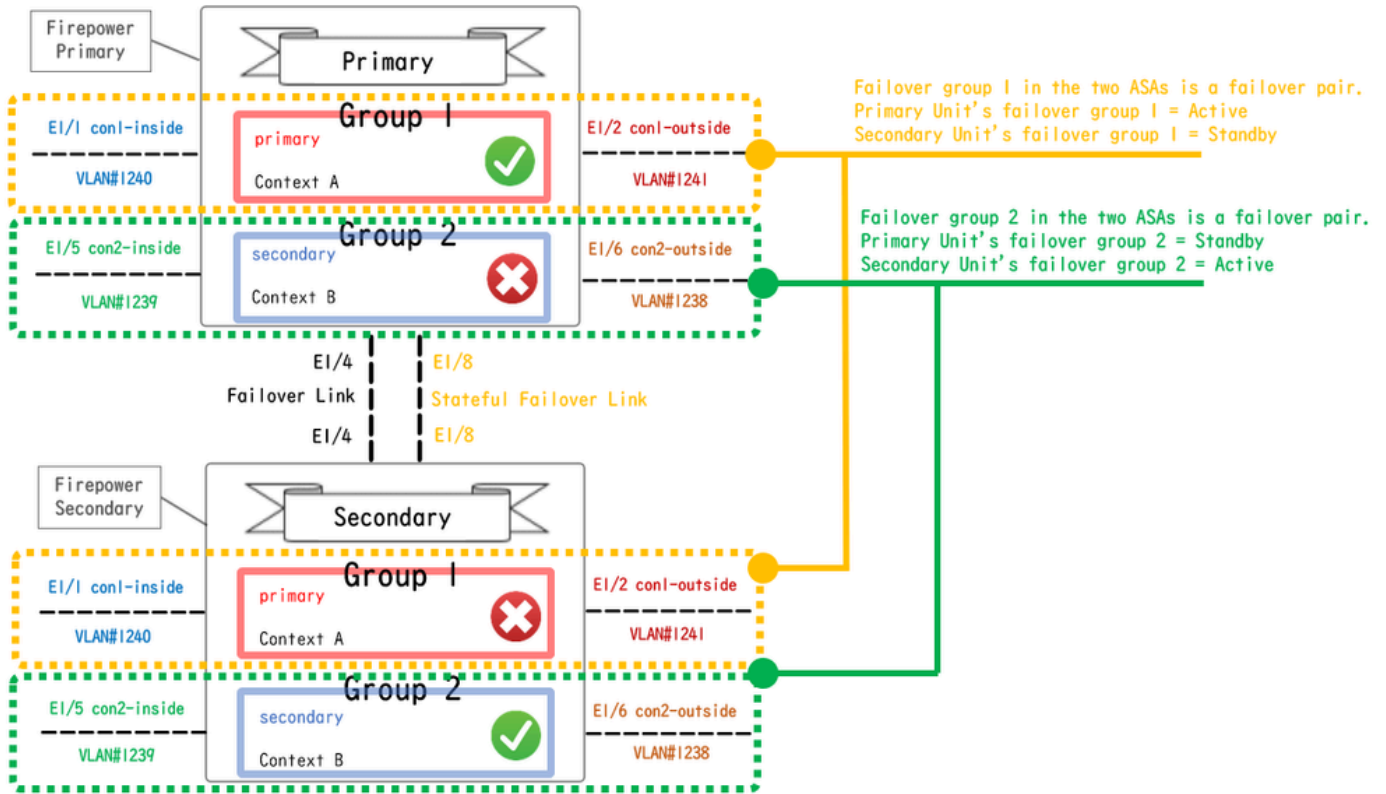 Firepower
Primary
Primary
Failover group 1 in the two ASAs is a failover pair.
Primary Unit's failover group 1 = Active
Secondary Unit's failover group 1 = Standby
Group 1
E1/1 con1-inside
VLAN#1240
primary
Context A
E1/2 con1-outside
VLAN#1241
Failover group 2 in the two ASAs is a failover pair.
Primary Unit's failover group 2 = Standby
Secondary Unit's failover group 2 = Active
Group 2
E1/5 con2-inside
VLAN#1239
secondary
Context B
E1/6 con2-outside
VLAN#1238
E1/4
E1/8
Failover Link
Stateful Failover Link
E1/4
E1/8
Firepower
Secondary
Secondary
Group 1
E1/1 con1-inside
VLAN#1240
primary
Context A
E1/2 con1-outside
VLAN#1241
Group 2
E1/5 con2-inside
VLAN#1239
secondary
Context B
E1/6 con2-outside
VLAN#1238